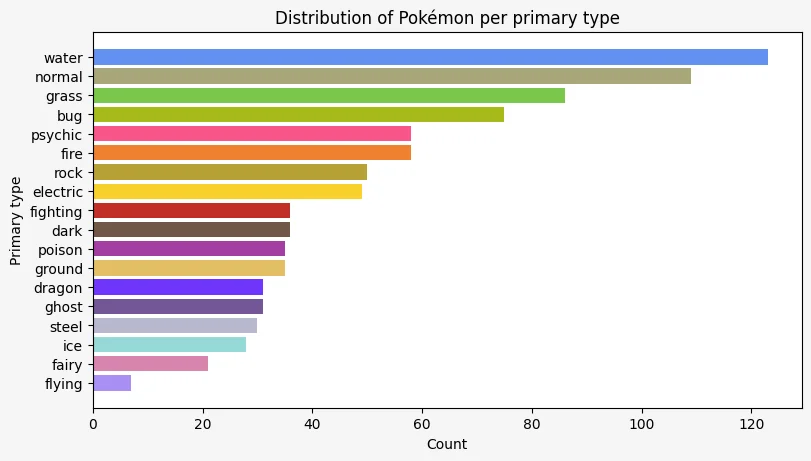 Distribution of Pokémon per primary type
Primary type
water
normal
grass
bug
psychic
fire
rock
electric
fighting
dark
poison
ground
dragon
ghost
steel
ice
fairy
flying
0 20 40 60 80 100 120
Count